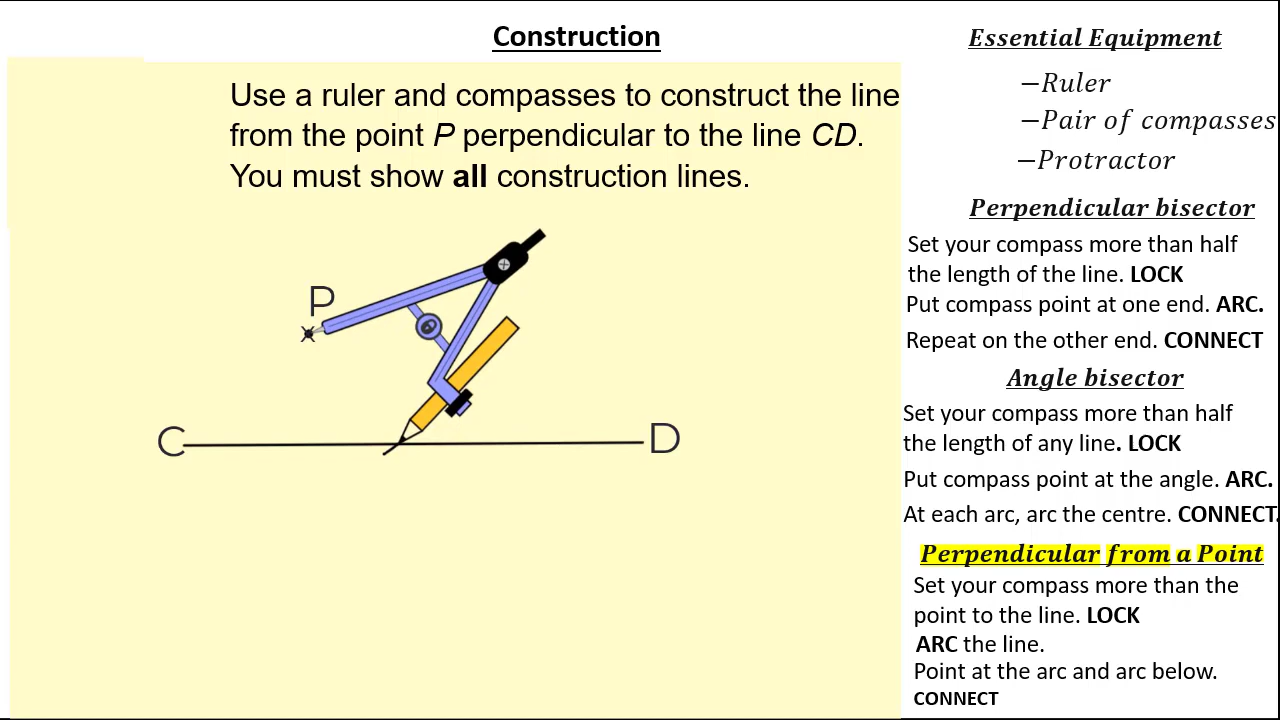 Construction
Use a ruler and compasses to construct the line
from the point P perpendicular to the line CD.
You must show all construction lines.
P
C
D
Essential Equipment
−Ruler
−Pair of compasses
−Protractor
Perpendicular bisector
Set your compass more than half
the length of the line. LOCK
Put compass point at one end. ARC.
Repeat on the other end. CONNECT
Angle bisector
Set your compass more than half
the length of any line. LOCK
Put compass point at the angle. ARC.
At each arc, arc the centre. CONNECT.
Perpendicular from a Point
Set your compass more than the
point to the line. LOCK
ARC the line.
Point at the arc and arc below.
CONNECT